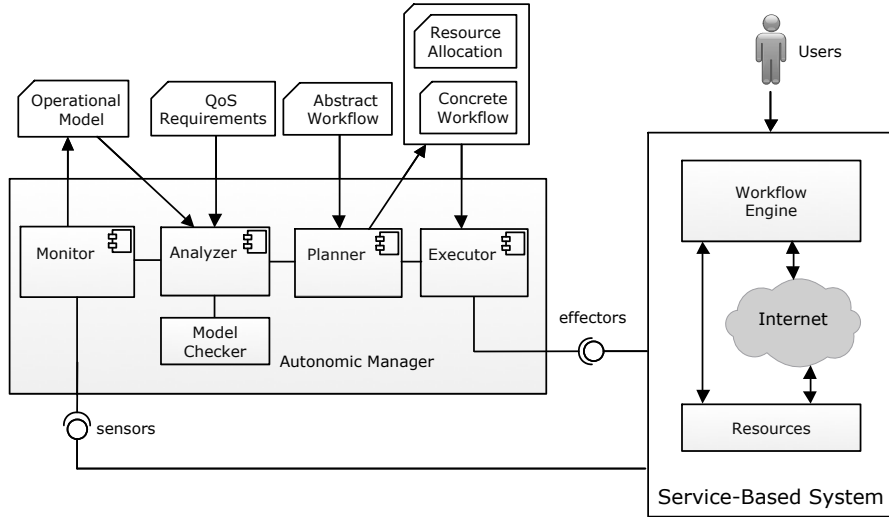 Resource
Allocation
Users
Operational
Model
QoS
Requirements
Abstract
Workflow
Concrete
Workflow
Workflow
Engine
Monitor
Analyzer
Planner
Executor
effectors
Internet
Model
Checker
Autonomic Manager
sensors
Resources
Service-Based System